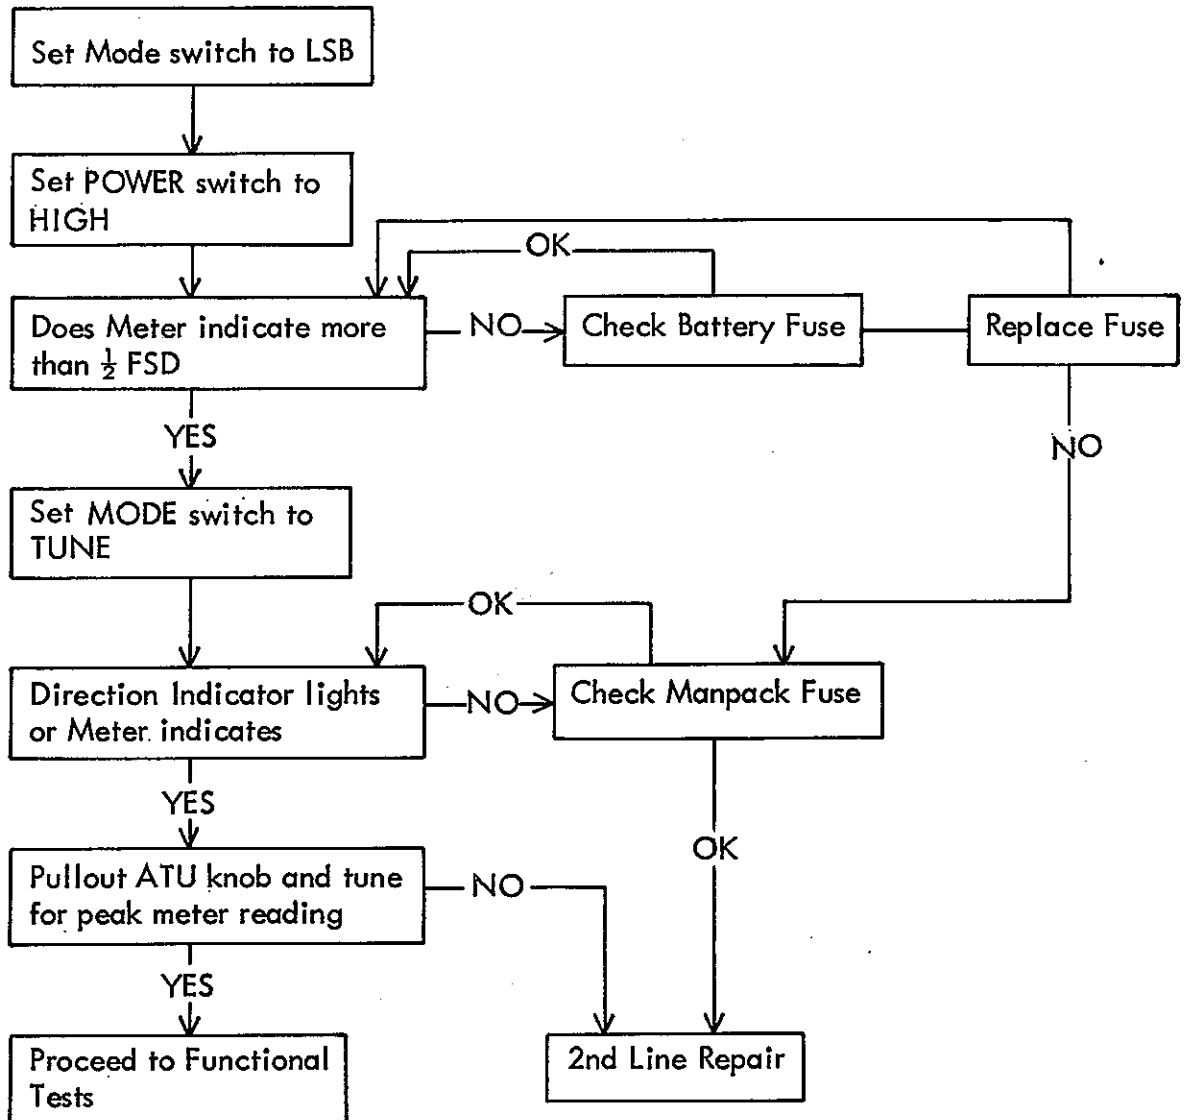 Set Mode switch to LSB
Set POWER switch to
HIGH
OK
Does Meter indicate more
than ½ FSD
NO
Check Battery Fuse
Replace Fuse
YES
NO
Set MODE switch to
TUNE
OK
Direction Indicator lights
or Meter. indicates
NO
Check Manpack Fuse
YES
OK
Pullout ATU knob and tune
for peak meter reading
NO
YES
Proceed to Functional
Tests
2nd Line Repair